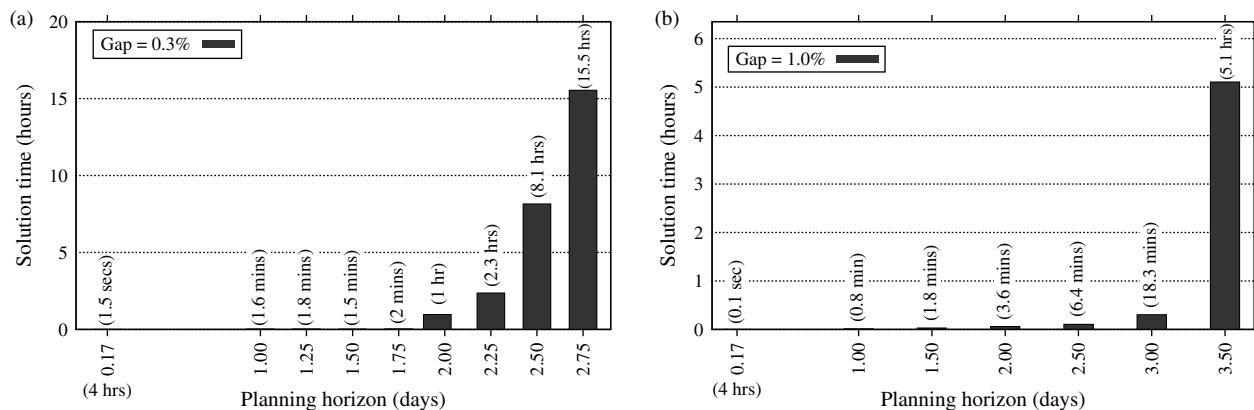 (a)
Gap = 0.3%
Solution time (hours)
20
15
10
5
0
(1.5 secs)
(1.6 mins)
(1.8 mins)
(1.5 mins)
(2 mins)
(1 hr)
(2.3 hrs)
(8.1 hrs)
(15.5 hrs)
0.17
1.00
1.25
1.50
1.75
2.00
2.25
2.50
2.75
(4 hrs)
Planning horizon (days)
(b)
Gap = 1.0%
Solution time (hours)
6
5
4
3
2
1
0
(0.1 sec)
(0.8 min)
(1.8 mins)
(3.6 mins)
(6.4 mins)
(18.3 mins)
(5.1 hrs)
0.17
1.00
1.50
2.00
2.50
3.00
3.50
(4 hrs)
Planning horizon (days)